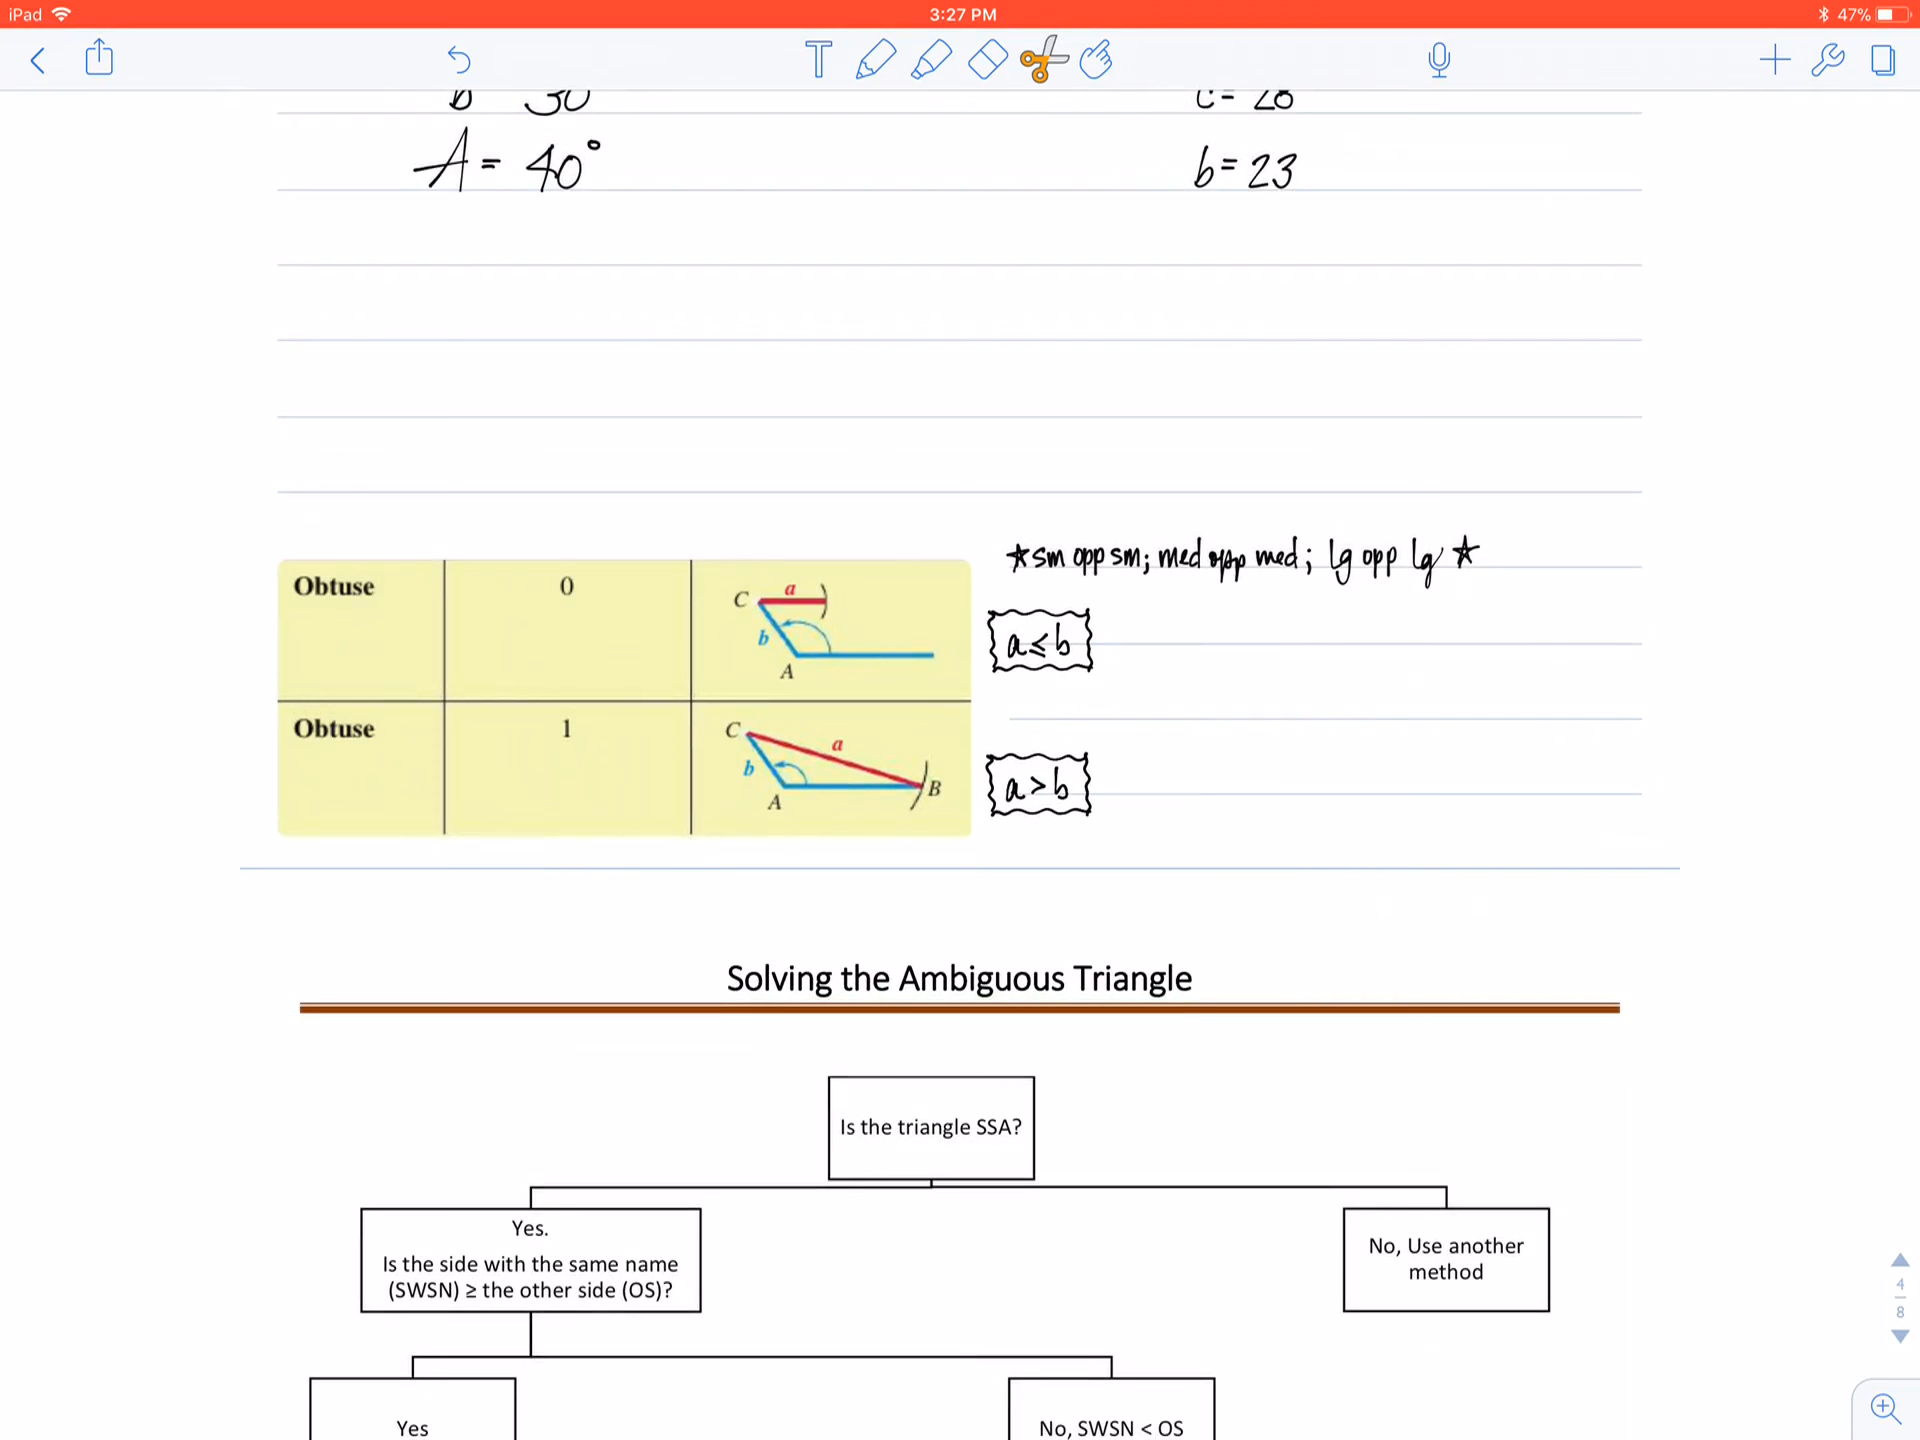 iPad 3:27 PM 47%
b 30
c= 28
A= 40°
b= 23
★ sm opp sm; med opp med; lg opp lg ★
Obtuse 0
C a
b
A
a ≤ b
Obtuse 1
C a
b
A B
a > b
Solving the Ambiguous Triangle
Is the triangle SSA?
Yes.
Is the side with the same name
(SWSN) ≥ the other side (OS)?
No, Use another
method
4
8
Yes
No, SWSN < OS